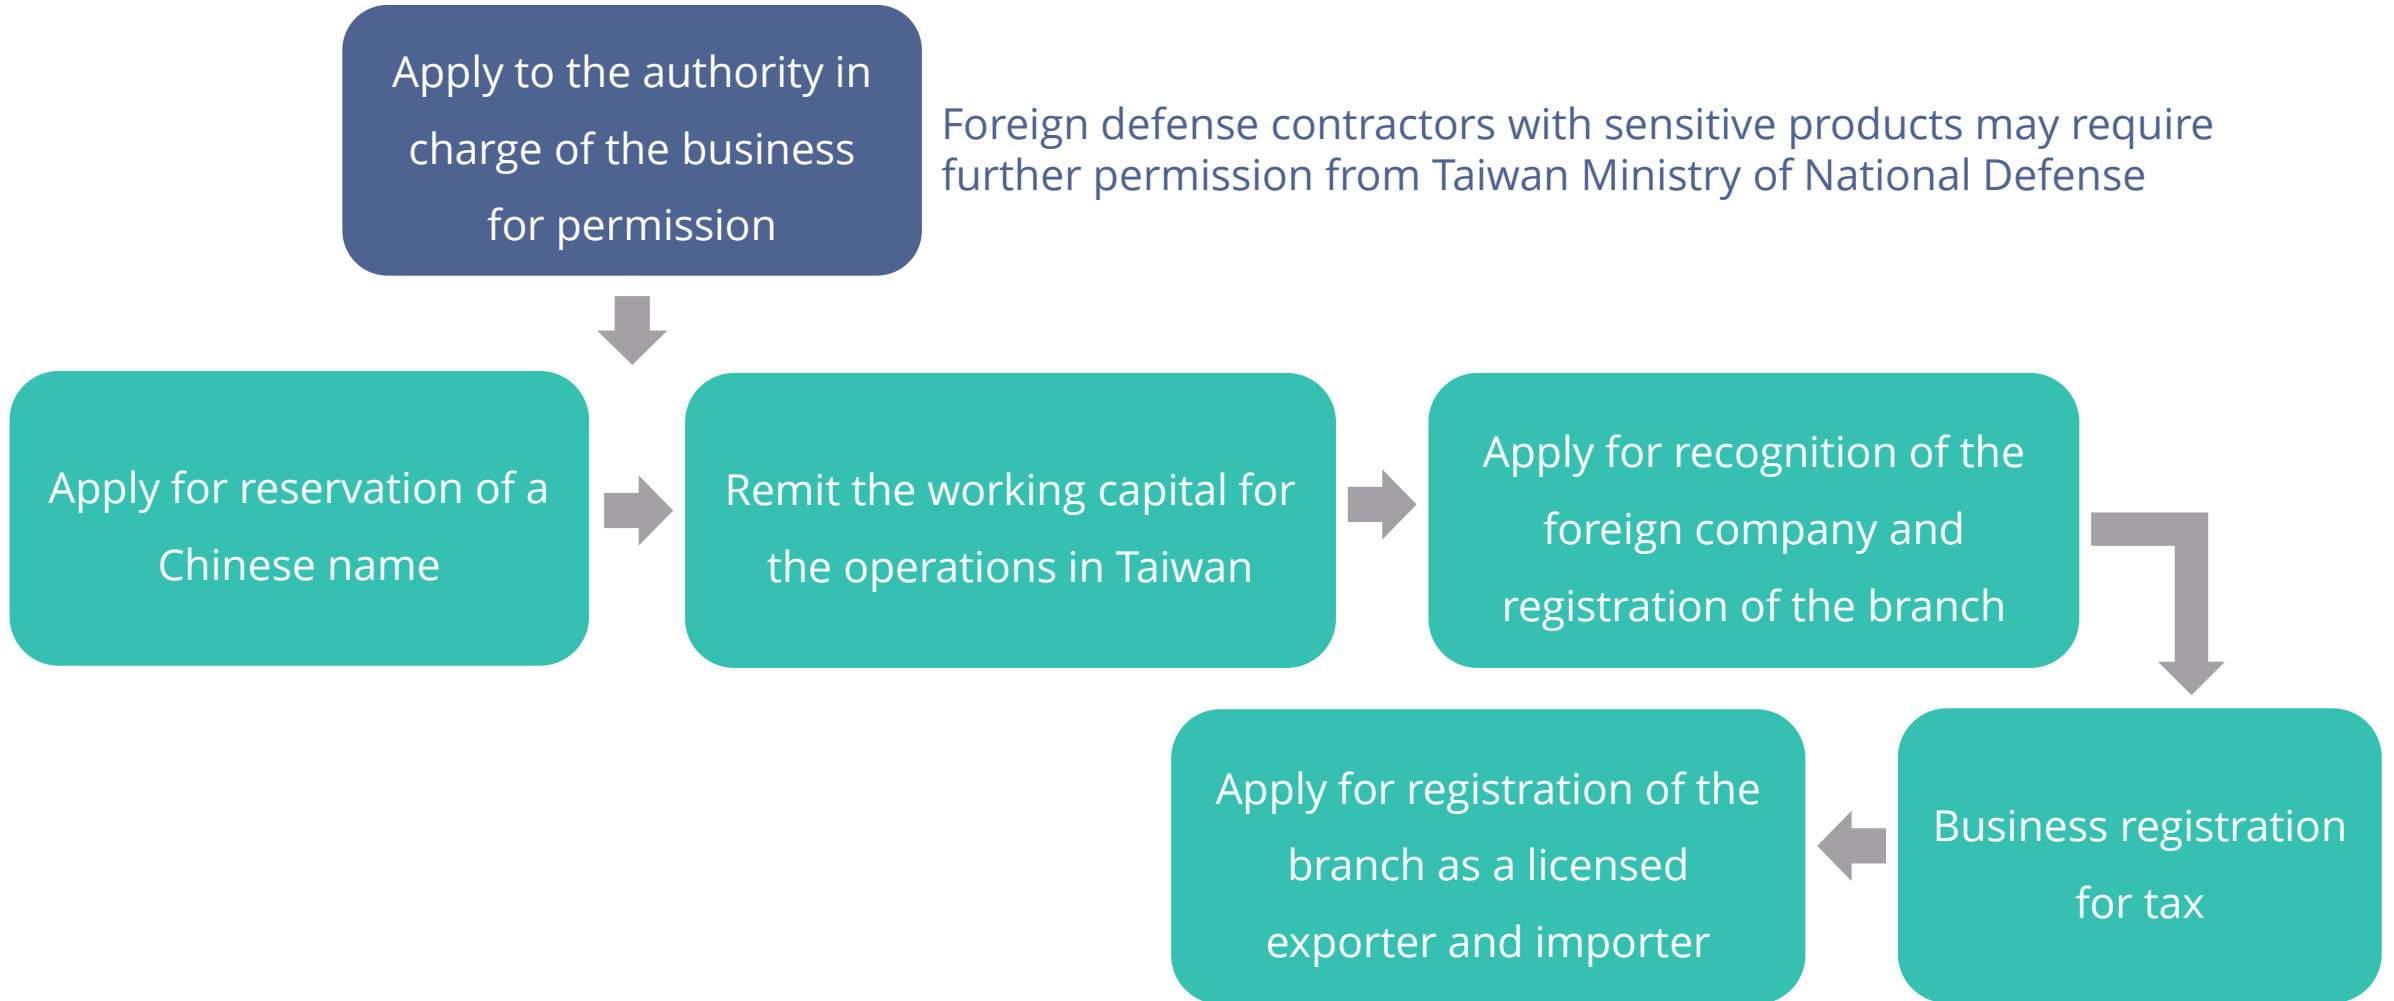 Apply to the authority in
charge of the business
for permission
Foreign defense contractors with sensitive products may require
further permission from Taiwan Ministry of National Defense
Apply for reservation of a
Chinese name
Remit the working capital for
the operations in Taiwan
Apply for recognition of the
foreign company and
registration of the branch
Business registration
for tax
Apply for registration of the
branch as a licensed
exporter and importer